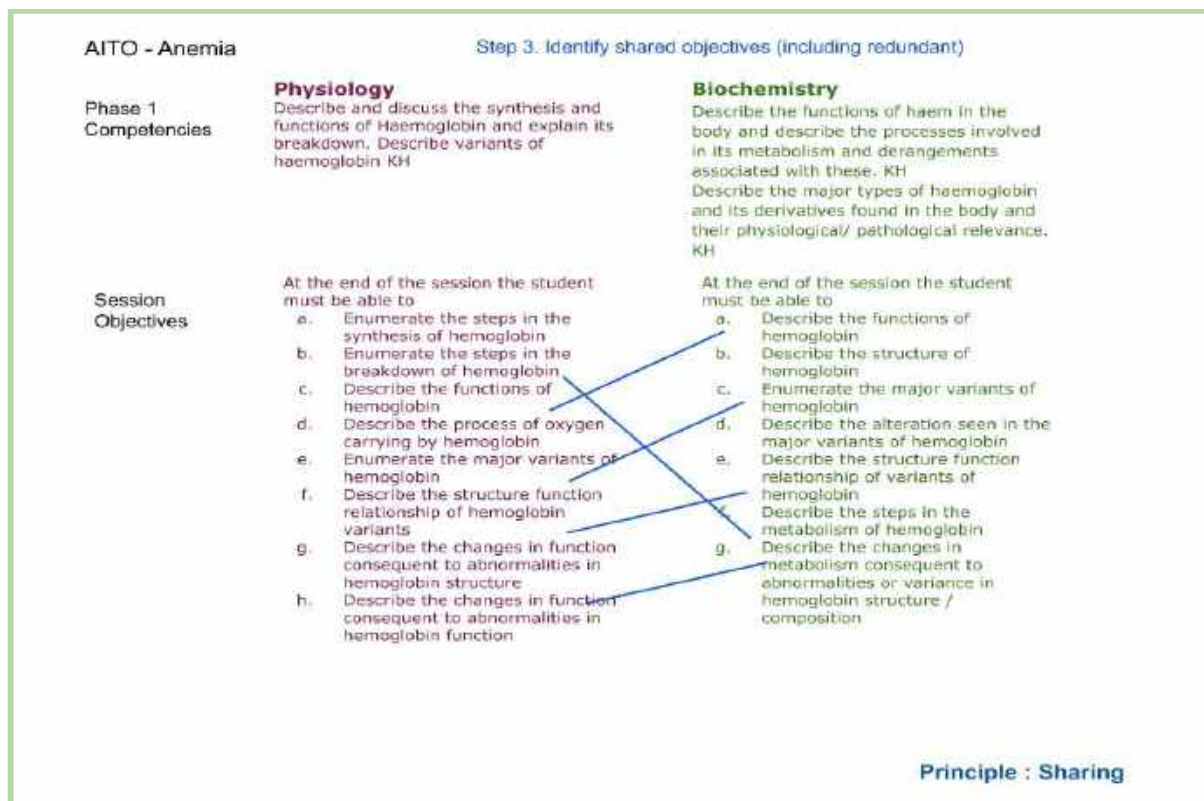 AITO - Anemia
Step 3. Identify shared objectives (including redundant)
Phase 1
Competencies
Physiology
Describe and discuss the synthesis and
functions of Haemoglobin and explain its
breakdown. Describe variants of
haemoglobin KH
Biochemistry
Describe the functions of haem in the
body and describe the processes involved
in its metabolism and derangements
associated with these. KH
Describe the major types of haemoglobin
and its derivatives found in the body and
their physiological/ pathological relevance.
KH
Session
Objectives
At the end of the session the student
must be able to
a. Enumerate the steps in the
synthesis of hemoglobin
b. Enumerate the steps in the
breakdown of hemoglobin
c. Describe the functions of
hemoglobin
d. Describe the process of oxygen
carrying by hemoglobin
e. Enumerate the major variants of
hemoglobin
f. Describe the structure function
relationship of hemoglobin
variants
g. Describe the changes in function
consequent to abnormalities in
hemoglobin structure
h. Describe the changes in function
consequent to abnormalities in
hemoglobin function
At the end of the session the student
must be able to
a. Describe the functions of
hemoglobin
b. Describe the structure of
hemoglobin
c. Enumerate the major variants of
hemoglobin
d. Describe the alteration seen in the
major variants of hemoglobin
e. Describe the structure function
relationship of variants of
hemoglobin
f. Describe the steps in the
metabolism of hemoglobin
g. Describe the changes in
metabolism consequent to
abnormalities or variance in
hemoglobin structure /
composition
Principle : Sharing